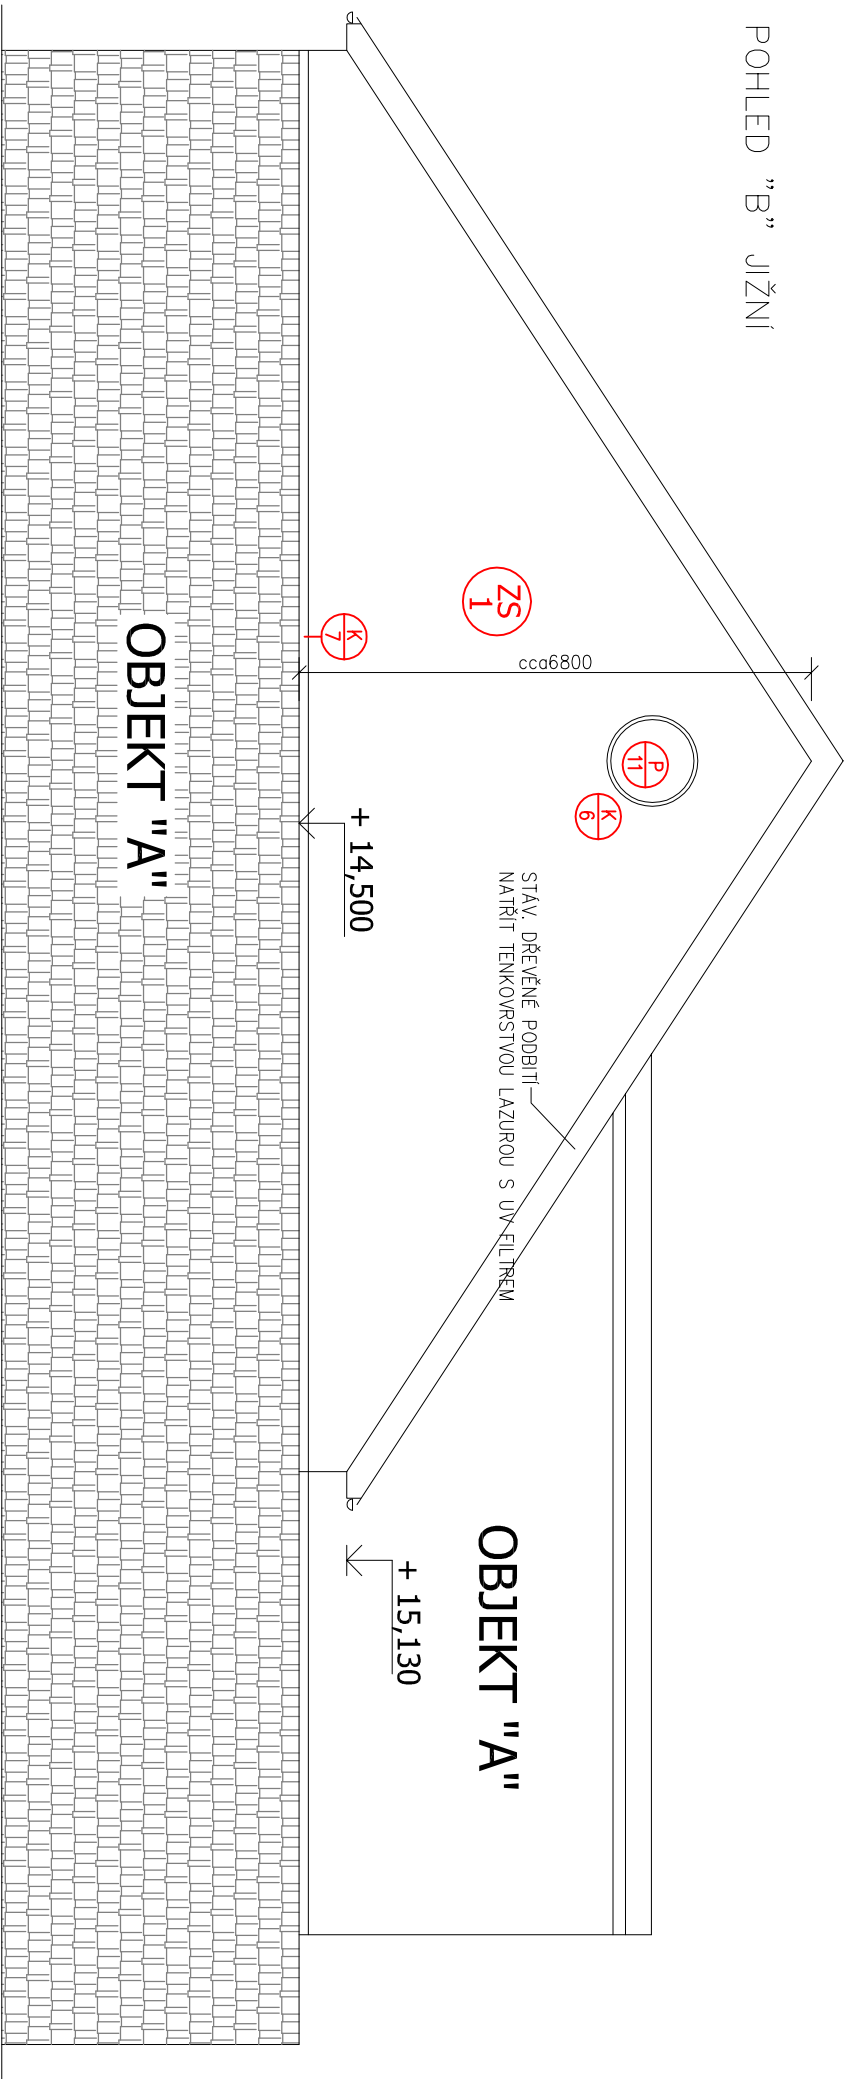 POHLED "B" JIŽNÍ
P
11
K
6
cca6800
ZS
1
STÁV. DŘEVĚNÉ PODBITÍ
NATŘÍT TENKOVRSTVOU LAZUROU S UV FILTREM
OBJEKT "A"
+ 15,130
K
7
+ 14,500
OBJEKT "A"